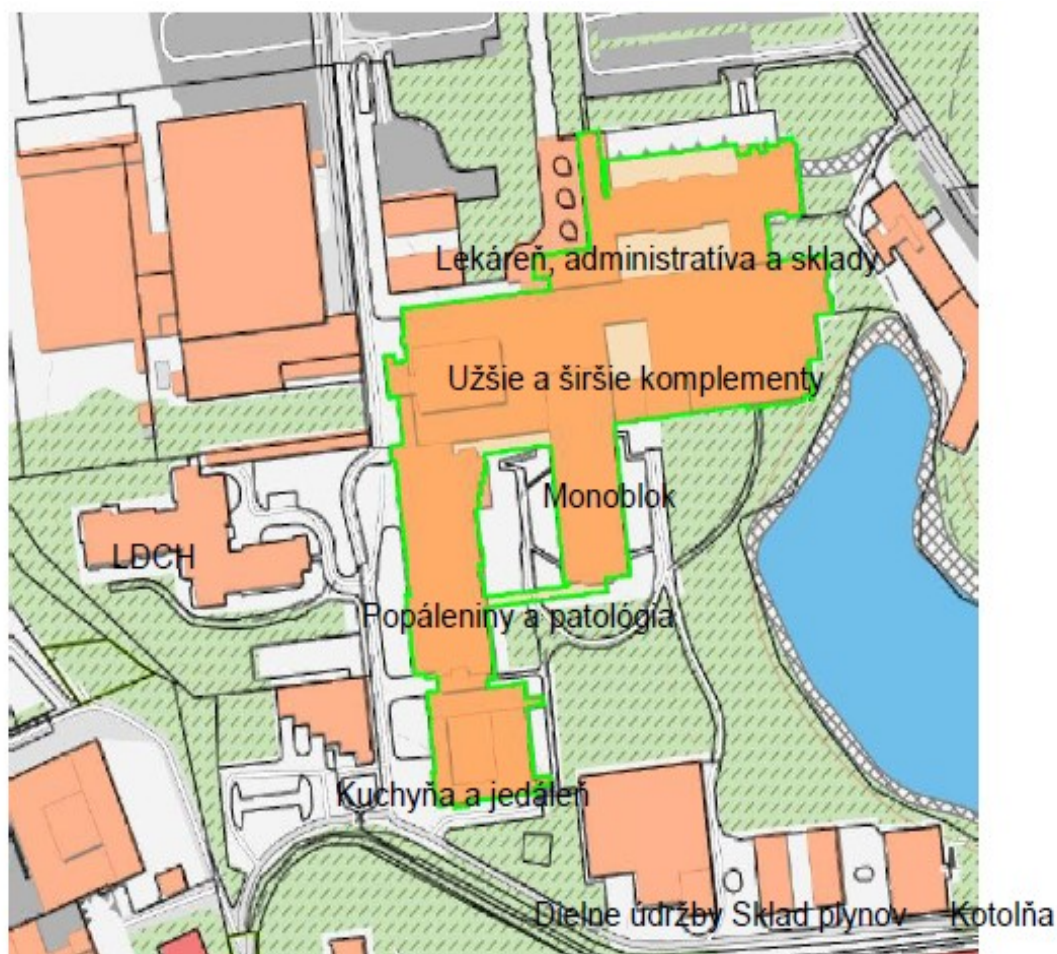 Lekáreň, administratíva a sklady
Užšie a širšie komplementy
Monoblok
LDCH
Popáleniny a patológia
Kuchyňa a jedáleň
Dielne údržby Sklad plynov Kotolňa